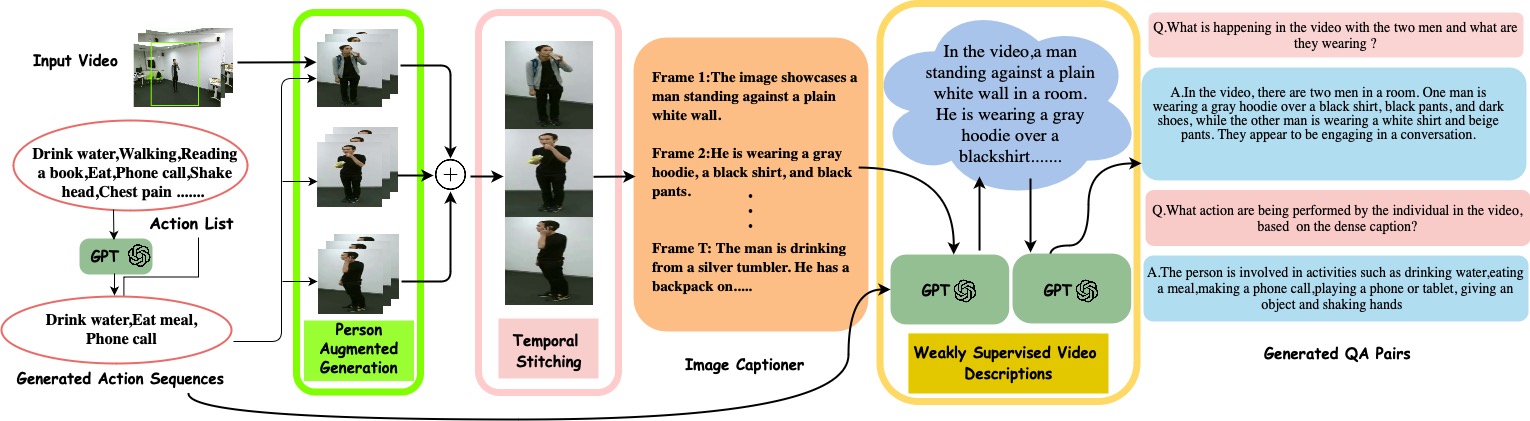 Input Video
Drink water,Walking,Reading
a book,Eat,Phone call,Shake
head,Chest pain .......
Action List
GPT
Drink water,Eat meal,
Phone call
Generated Action Sequences
Person
Augmented
Generation
Temporal
Stitching
Frame 1:The image showcases a
man standing against a plain
white wall.
Frame 2:He is wearing a gray
hoodie, a black shirt, and black
pants.
Frame T: The man is drinking
from a silver tumbler. He has a
backpack on.....
Image Captioner
In the video,a man
standing against a plain
white wall in a room.
He is wearing a gray
hoodie over a
blackshirt.......
GPT
GPT
Weakly Supervised Video
Descriptions
Q.What is happening in the video with the two men and what are
they wearing ?
A.In the video, there are two men in a room. One man is
wearing a gray hoodie over a black shirt, black pants, and dark
shoes, while the other man is wearing a white shirt and beige
pants. They appear to be engaging in a conversation.
Q.What action are being performed by the individual in the video,
based on the dense caption?
A.The person is involved in activities such as drinking water,eating
a meal,making a phone call,playing a phone or tablet, giving an
object and shaking hands
Generated QA Pairs